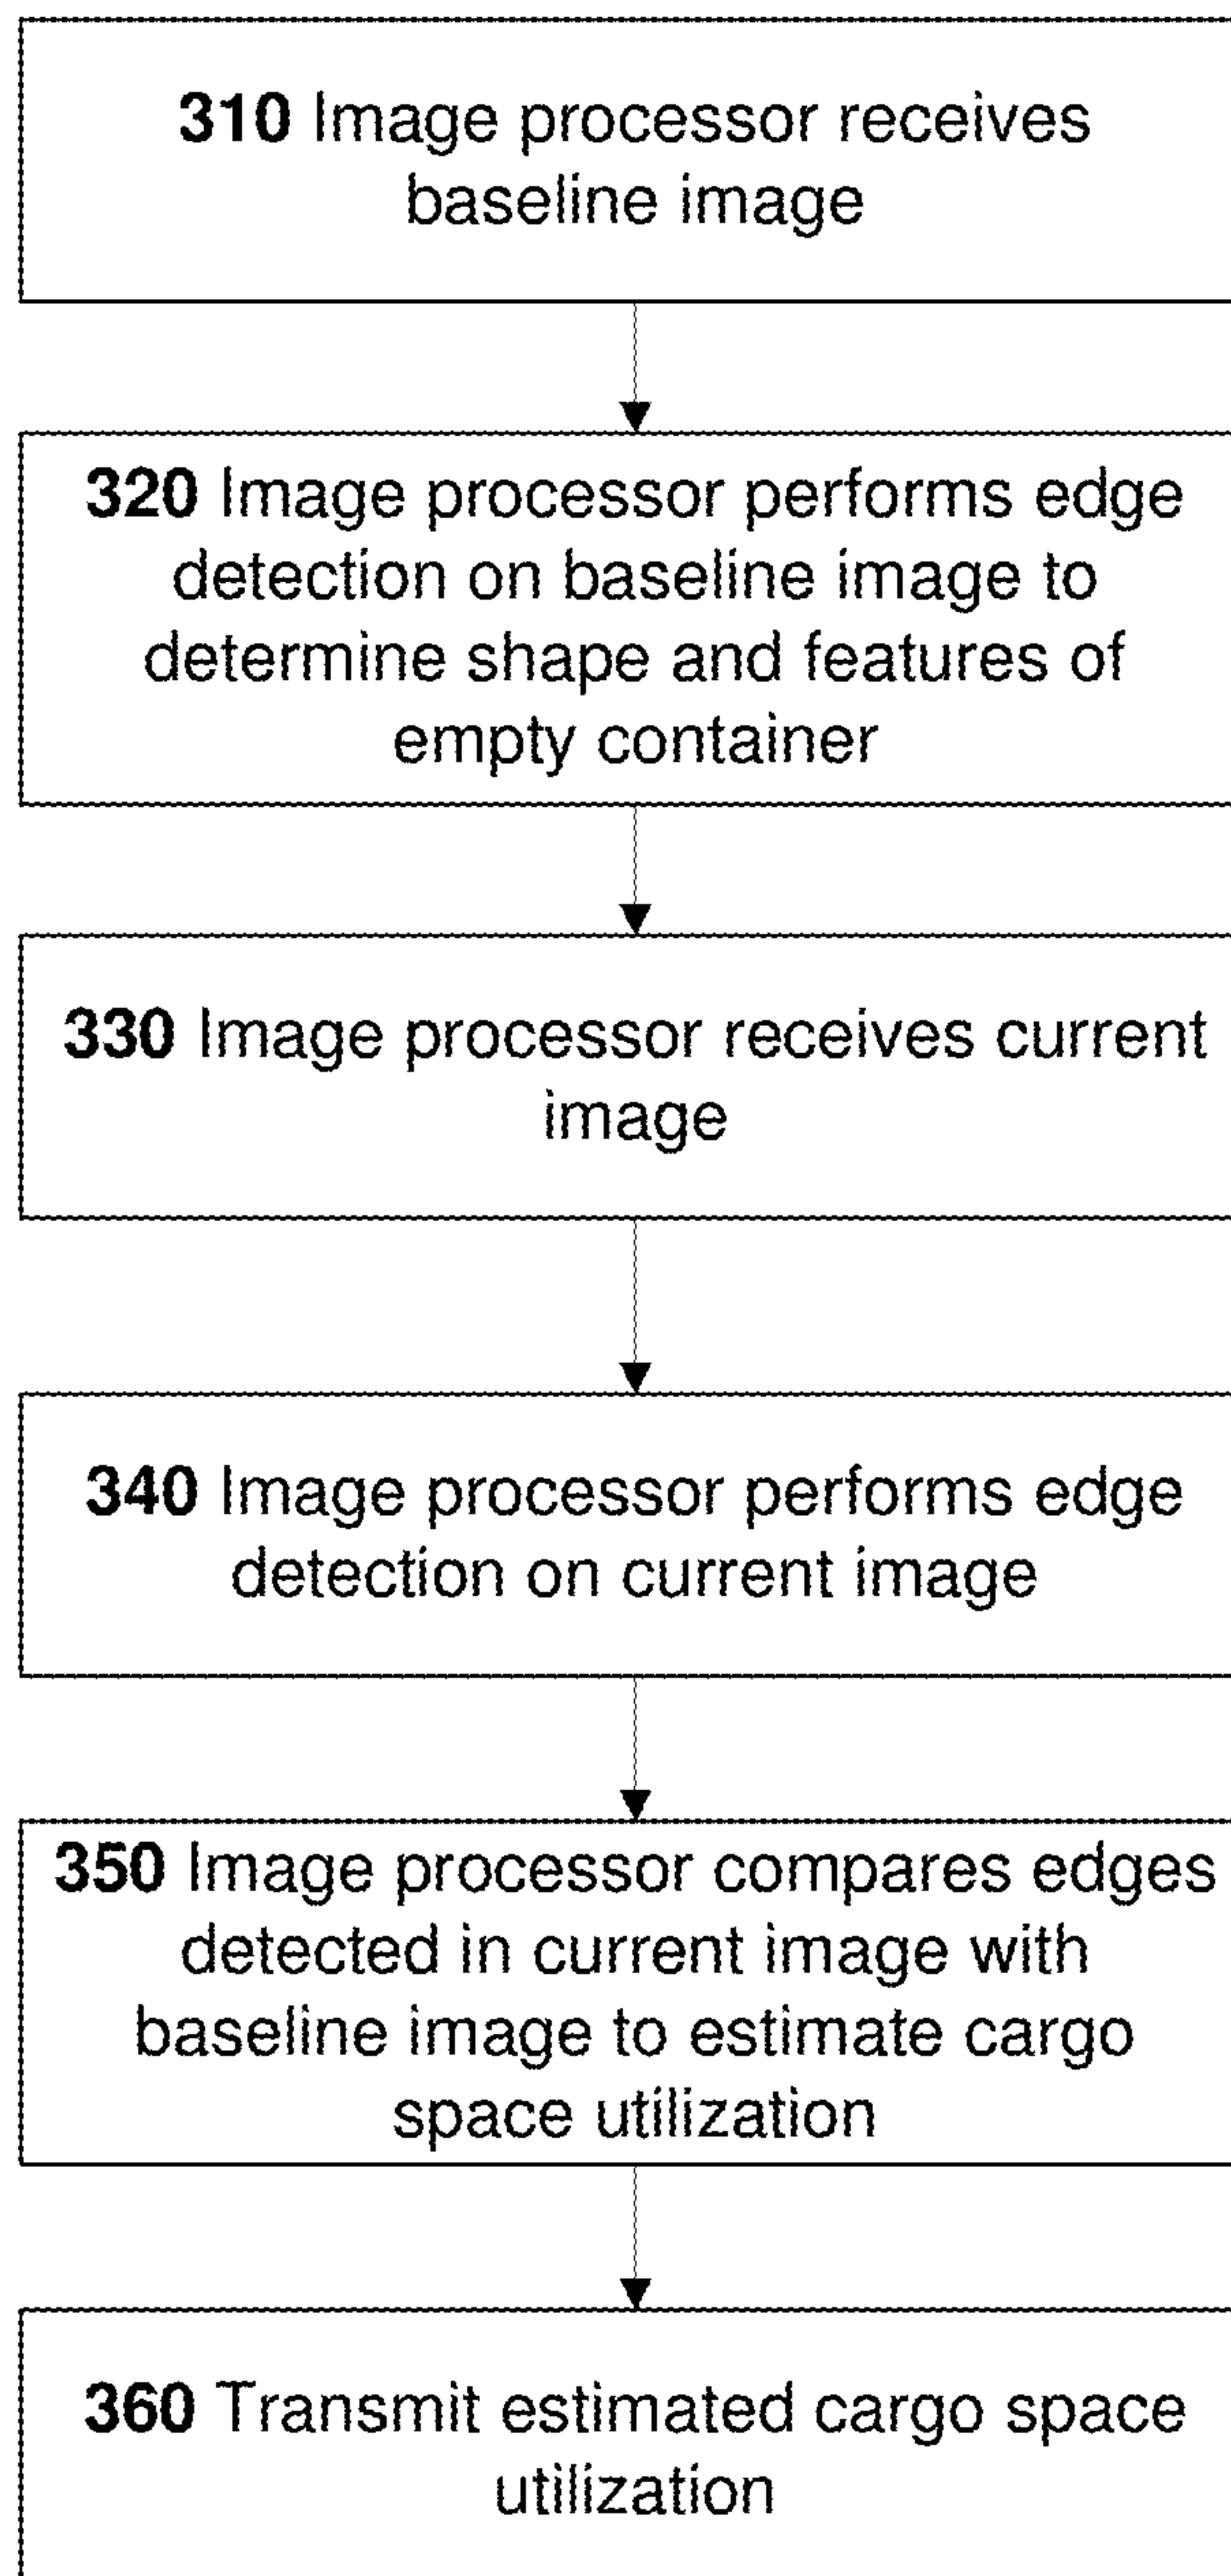 310 Image processor receives
baseline image
320 Image processor performs edge
detection on baseline image to
determine shape and features of
empty container
330 Image processor receives current
image
340 Image processor performs edge
detection on current image
350 Image processor compares edges
detected in current image with
baseline image to estimate cargo
space utilization
360 Transmit estimated cargo space
utilization